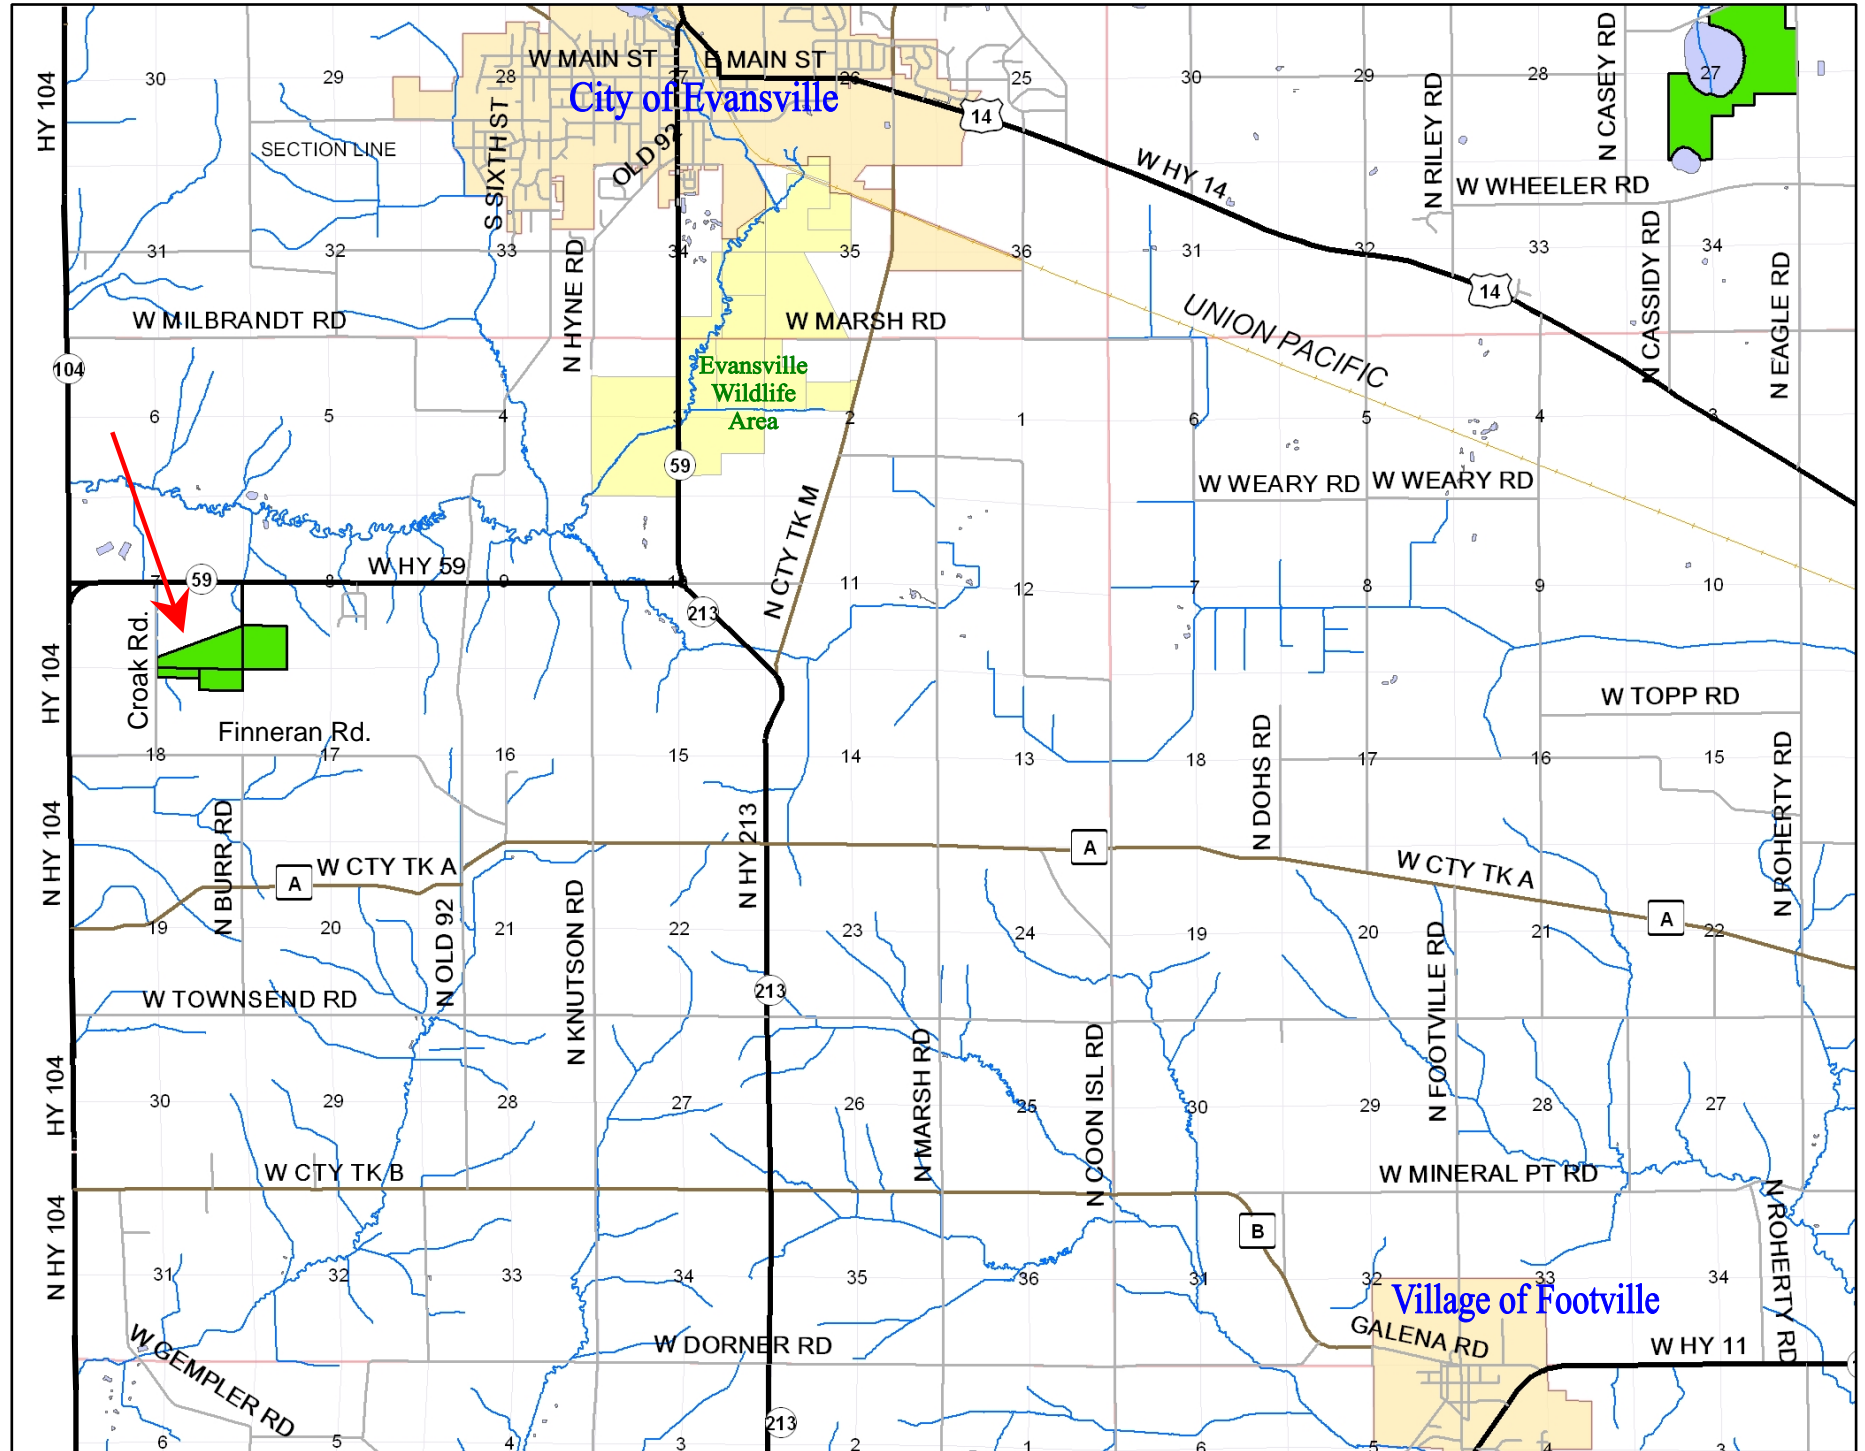 HY 104
30
29
28
W MAIN ST
27
E MAIN ST
26
25
30
29
28
27
N CASEY RD
City of Evansville
14
N RILEY RD
SECTION LINE
S SIXTH ST
OLD 92
W HY 14
W WHEELER RD
31
32
33
34
35
36
31
32
33
34
N HYNE RD
N CASSIDY RD
N EAGLE RD
14
W MILBRANDT RD
W MARSH RD
UNION PACIFIC
104
Evansville
Wildlife
Area
6
5
4
3
2
1
6
5
4
3
59
W WEARY RD
W WEARY RD
N CTY TK M
W HY 59
7
59
8
9
10
11
12
7
8
9
10
213
Croak Rd.
HY 104
W TOPP RD
Finneran Rd.
18
17
16
15
14
13
18
17
16
15
N DOHS RD
N ROHERTY RD
N HY 104
N BURR RD
N HY 213
A
W CTY TK A
A
W CTY TK A
A
19
20
21
22
23
24
19
20
21
22
N OLD 92
N KNUTSON RD
N FOOTVILLE RD
W TOWNSEND RD
213
HY 104
N MARSH RD
N COON ISL RD
30
29
28
27
26
25
30
29
28
27
W CTY TK B
W MINERAL PT RD
N HY 104
B
N ROHERTY RD
31
32
33
34
35
36
31
32
33
34
Village of Footville
W GEMPLER RD
W DORNER RD
GALENA RD
W HY 11
213
6
5
4
3
2
1
6
5
4
3